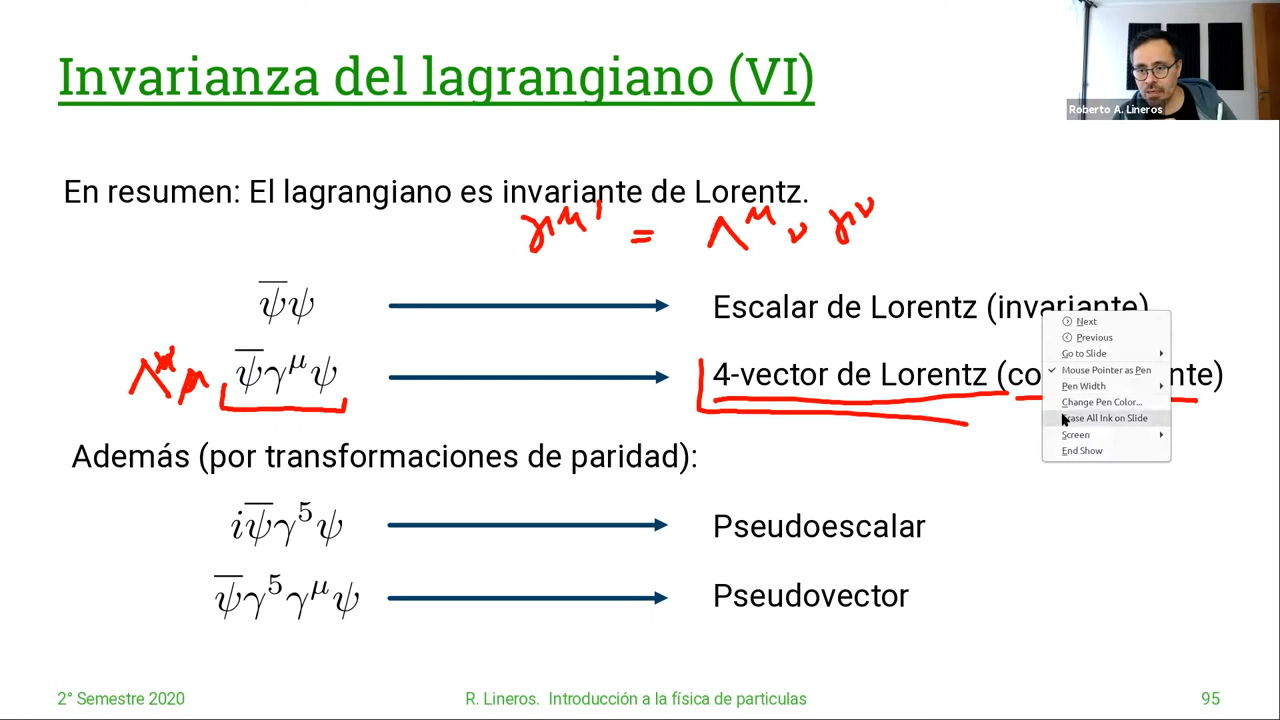 Invarianza del lagrangiano (VI)
Roberto A. Lineros
En resumen: El lagrangiano es invariante de Lorentz.
γ^μ' = Λ^μ_ν γ^ν
ψ̅ψ Escalar de Lorentz (invariante)
ψ̅γ^μψ 4-vector de Lorentz (co nte)
Next
Previous
Go to Slide
Mouse Pointer as Pen
Pen Width
Change Pen Color...
Erase All Ink on Slide
Screen
End Show
Además (por transformaciones de paridad):
iψ̅γ^5ψ Pseudoescalar
ψ̅γ^5γ^μψ Pseudovector
2° Semestre 2020
R. Lineros. Introducción a la física de particulas
95